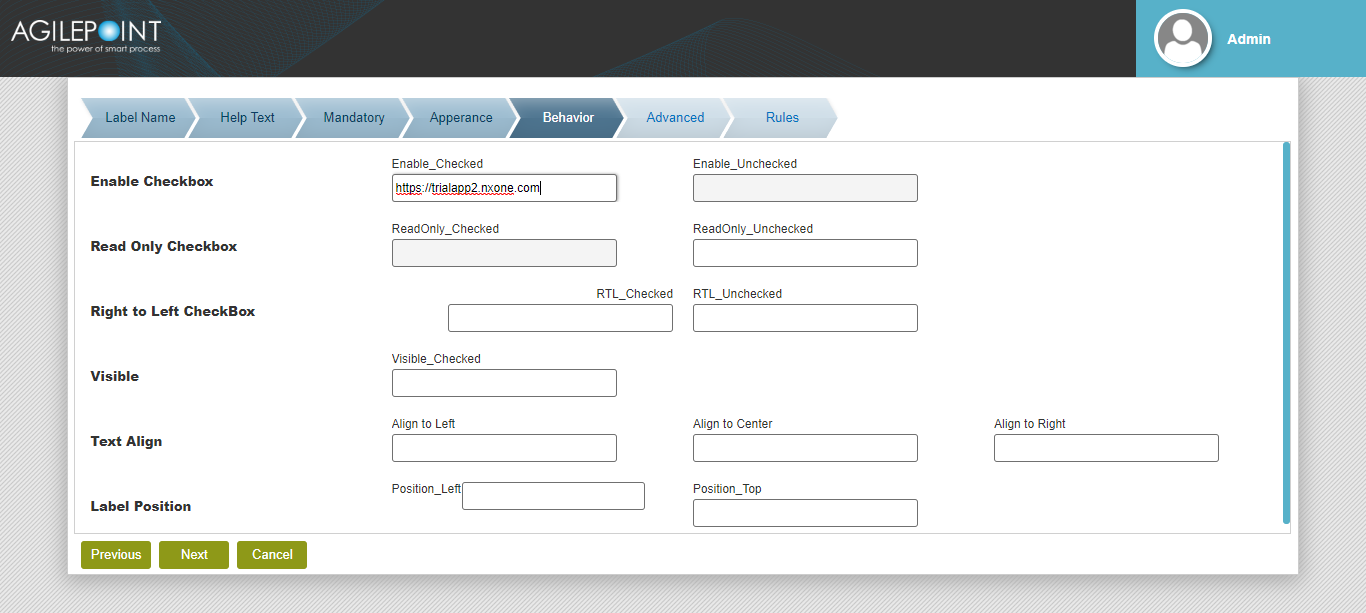 AGILEPOINT
the power of smart process
Admin
Label Name
Help Text
Mandatory
Apperance
Behavior
Advanced
Rules
Enable Checkbox
Enable_Checked
Enable_Unchecked
https://trialapp2.nxone.com
Read Only Checkbox
ReadOnly_Checked
ReadOnly_Unchecked
Right to Left CheckBox
RTL_Checked
RTL_Unchecked
Visible
Visible_Checked
Text Align
Align to Left
Align to Center
Align to Right
Label Position
Position_Left
Position_Top
Previous
Next
Cancel